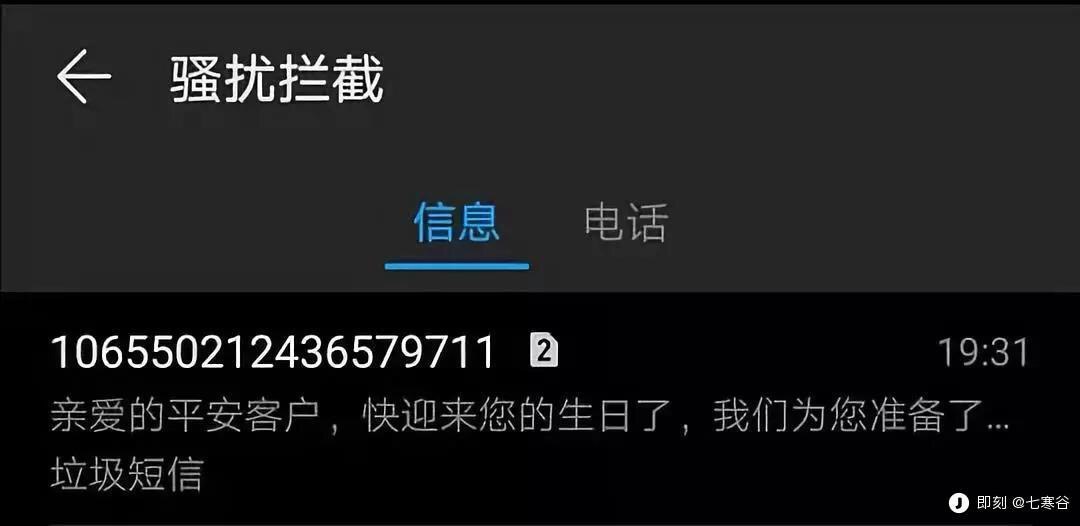 骚扰拦截
信息 电话
106550212436579711 2 19:31
亲爱的平安客户，快迎来您的生日了，我们为您准备了...
垃圾短信
即刻 @七寒谷